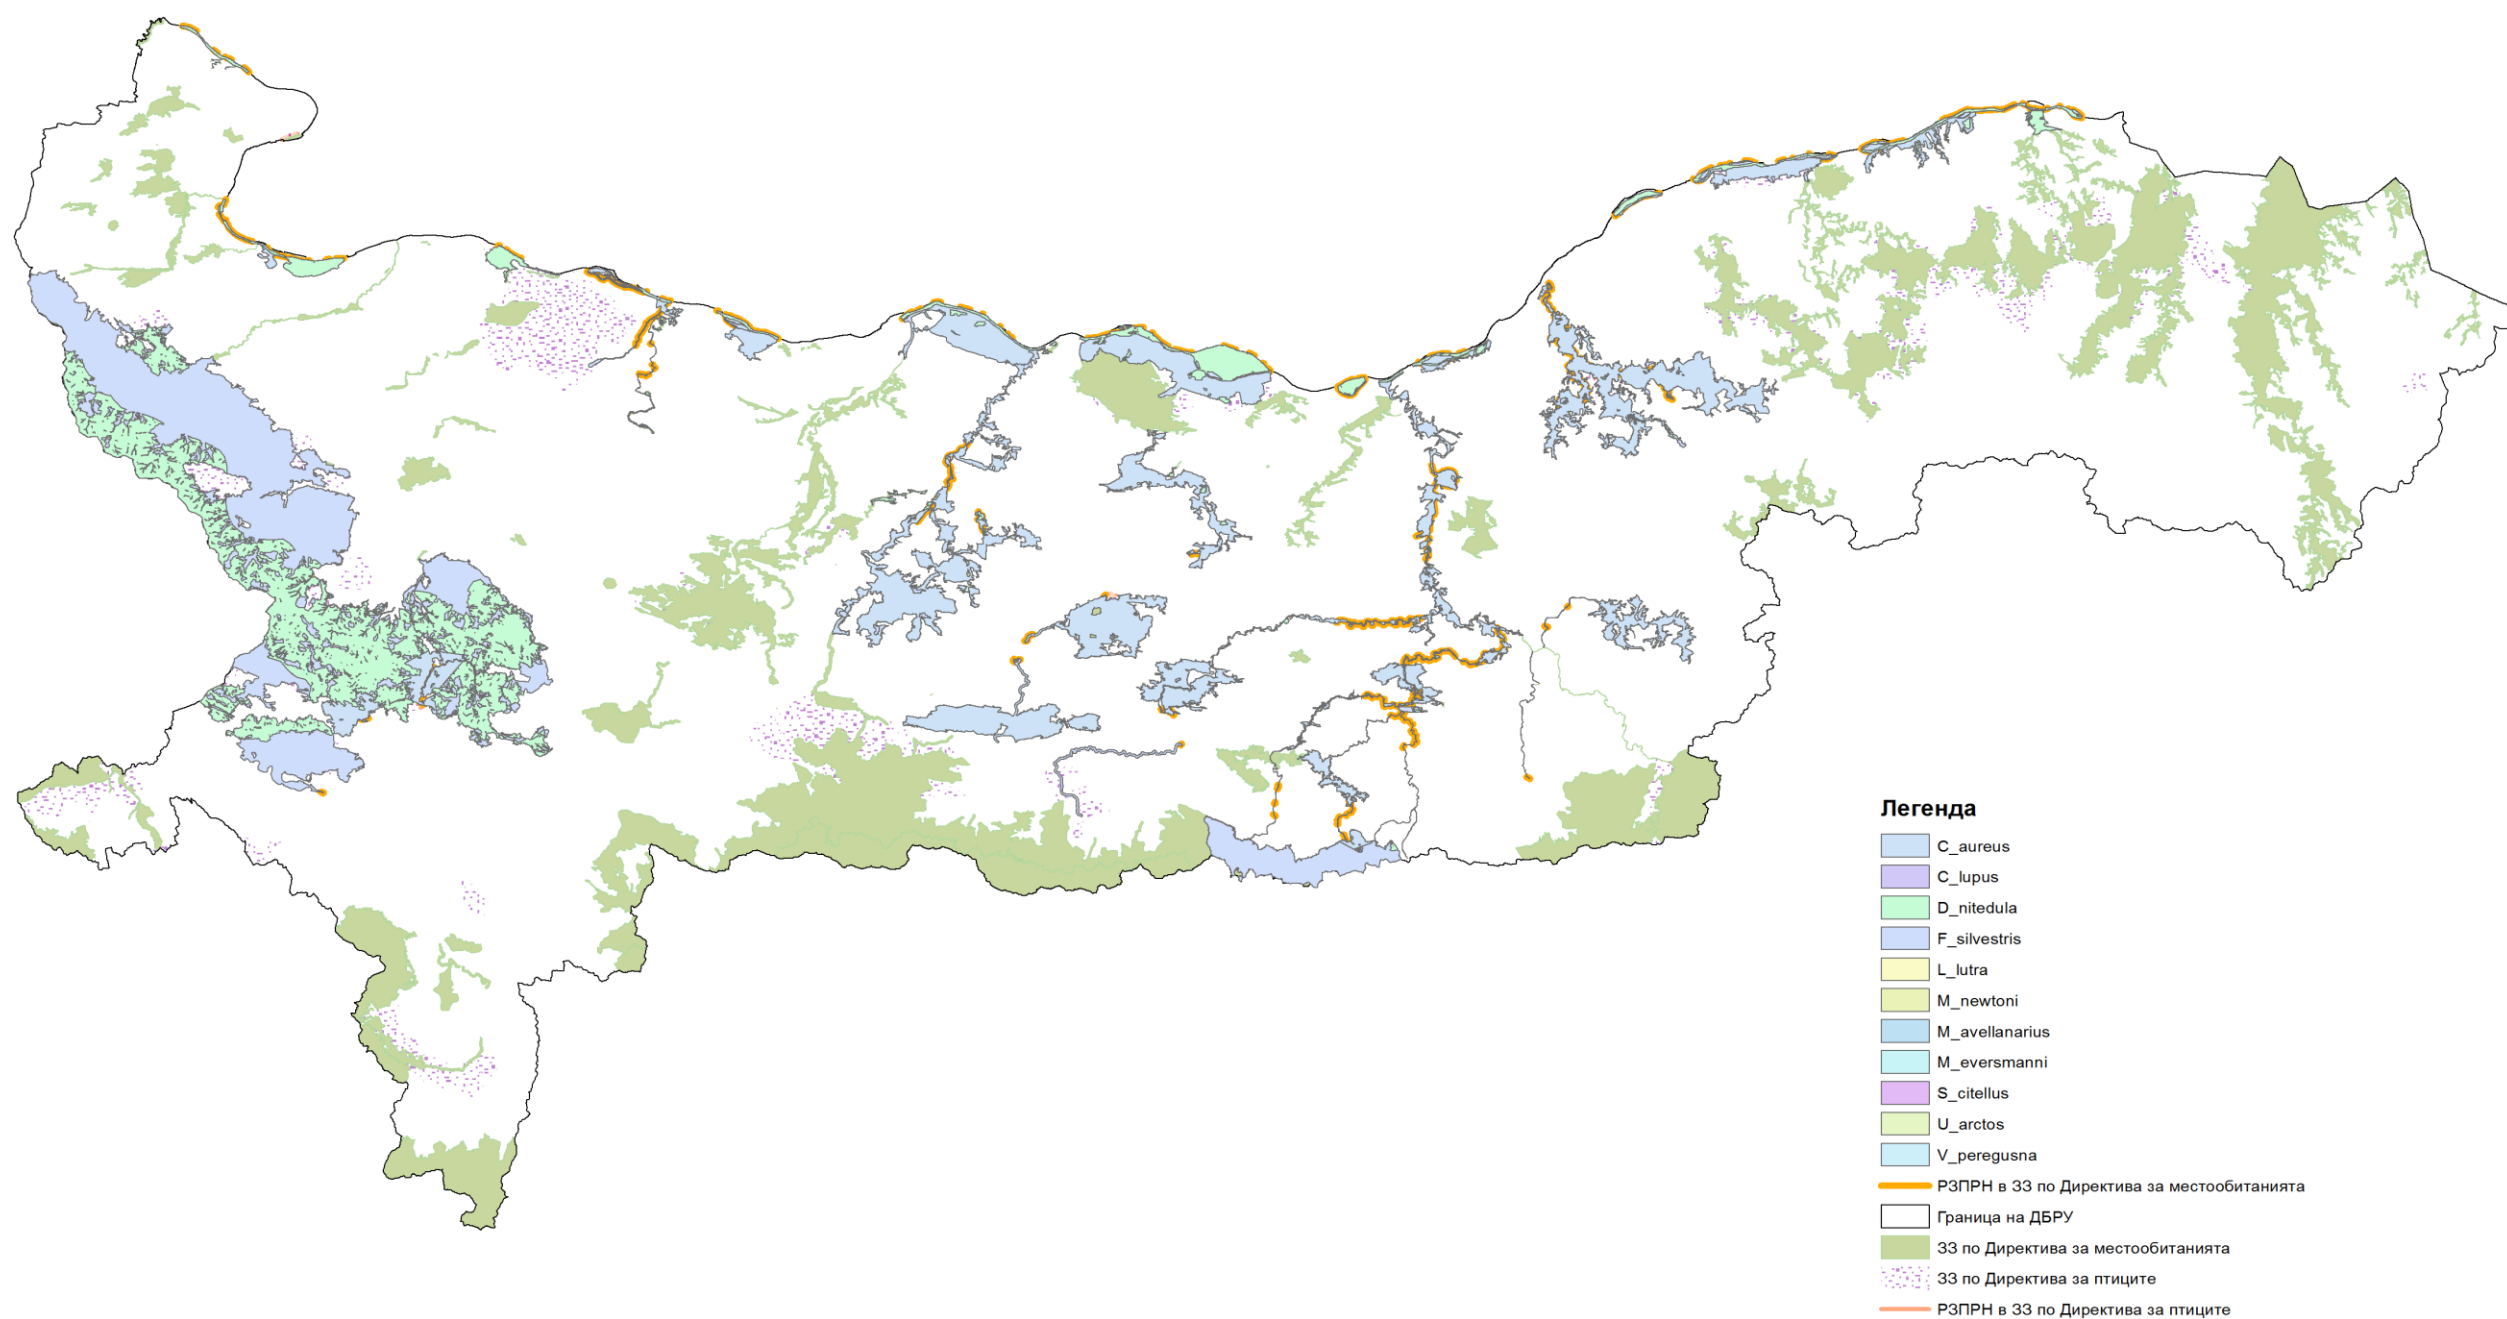 Легенда
C_aureus
C_lupus
D_nitedula
F_silvestris
L_lutra
M_newtoni
M_avellanarius
M_eversmanni
S_citellus
U_arctos
V_peregusna
РЗПРН в ЗЗ по Директива за местообитанията
Граница на ДБРУ
ЗЗ по Директива за местообитанията
ЗЗ по Директива за птиците
РЗПРН в ЗЗ по Директива за птиците